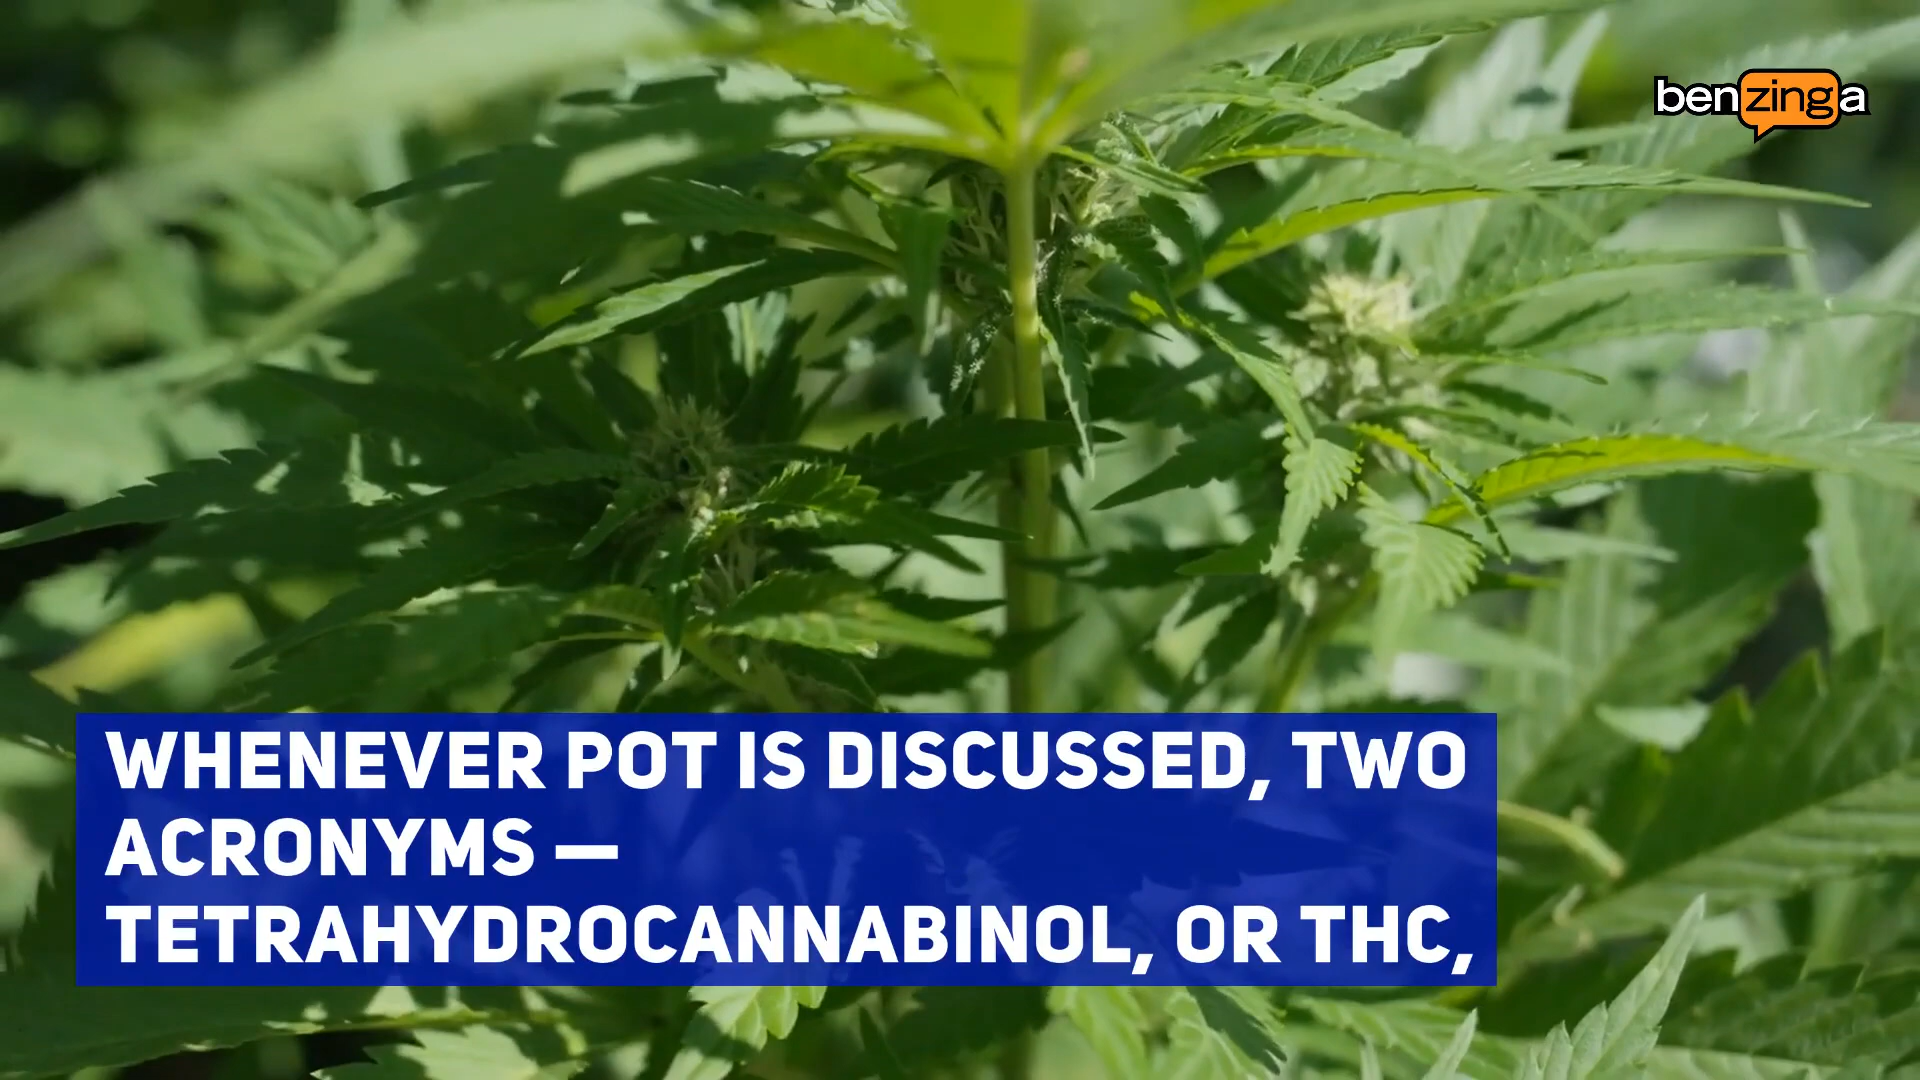 benzinga
WHENEVER POT IS DISCUSSED, TWO
ACRONYMS —
TETRAHYDROCANNABINOL, OR THC,